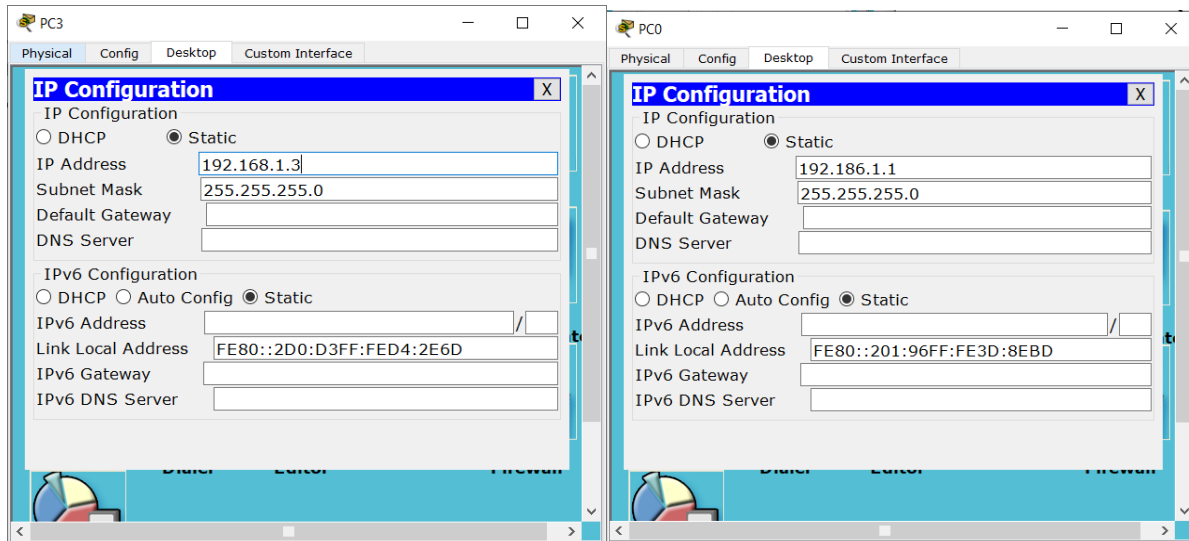 PC3
Physical Config Desktop Custom Interface
IP Configuration X
IP Configuration
DHCP Static
IP Address 192.168.1.3
Subnet Mask 255.255.255.0
Default Gateway
DNS Server
IPv6 Configuration
DHCP Auto Config Static
IPv6 Address /
Link Local Address FE80::2D0:D3FF:FED4:2E6D
IPv6 Gateway
IPv6 DNS Server
PC0
Physical Config Desktop Custom Interface
IP Configuration X
IP Configuration
DHCP Static
IP Address 192.186.1.1
Subnet Mask 255.255.255.0
Default Gateway
DNS Server
IPv6 Configuration
DHCP Auto Config Static
IPv6 Address /
Link Local Address FE80::201:96FF:FE3D:8EBD
IPv6 Gateway
IPv6 DNS Server